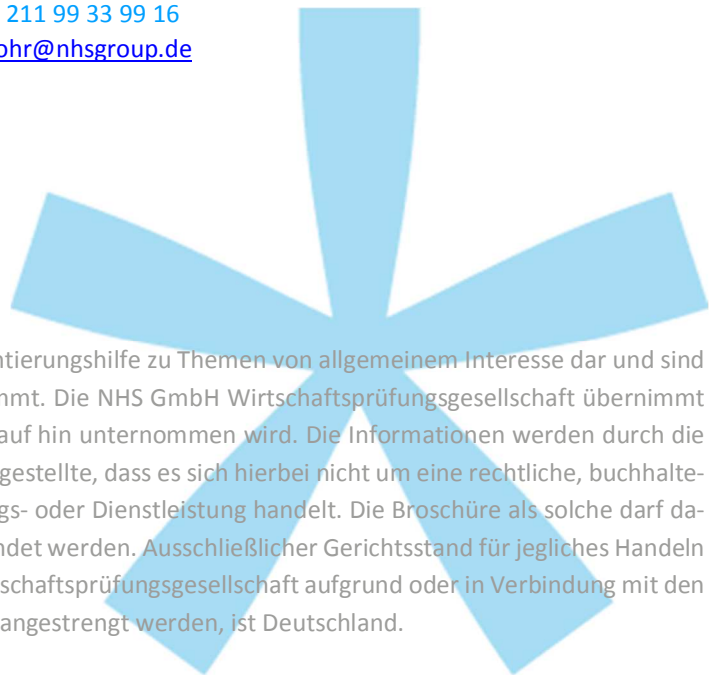 211 99 33 99 16
ohr@nhsgroup.de
ntierungshilfe zu Themen von allgemeinem Interesse dar und sind
mmt. Die NHS GmbH Wirtschaftsprüfungsgesellschaft übernimmt
auf hin unternommen wird. Die Informationen werden durch die
gestellte, dass es sich hierbei nicht um eine rechtliche, buchhalte-
gs- oder Dienstleistung handelt. Die Broschüre als solche darf da-
ndet werden. Ausschließlicher Gerichtsstand für jegliches Handeln
schaftsprüfungsgesellschaft aufgrund oder in Verbindung mit den
angestrengt werden, ist Deutschland.